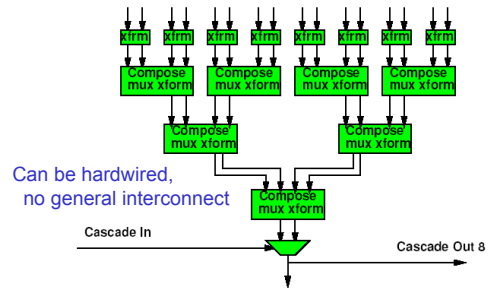 xfrm xfrm xfrm xfrm xfrm xfrm xfrm xfrm
Compose Compose Compose Compose
mux xform mux xform mux xform mux xform
Compose Compose
mux xform mux xform
Can be hardwired,
no general interconnect
Compose
mux xform
Cascade In
Cascade Out 8